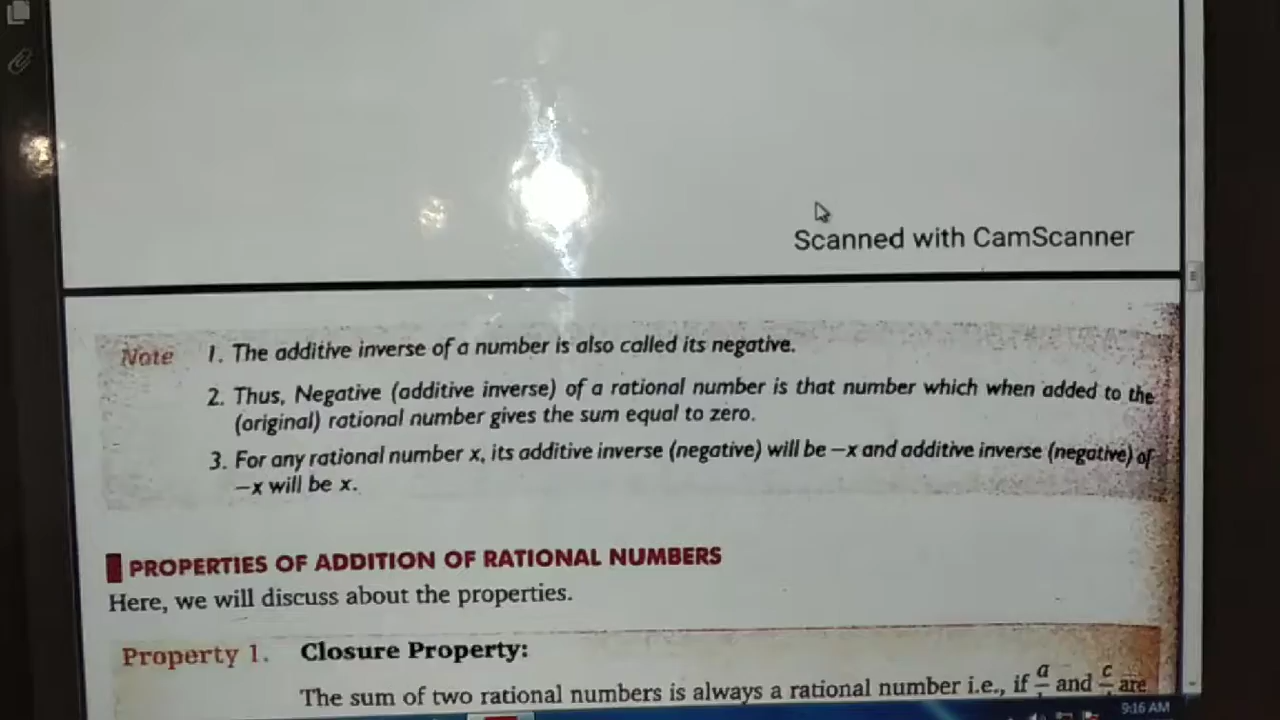 Scanned with CamScanner
Note 1. The additive inverse of a number is also called its negative.
2. Thus, Negative (additive inverse) of a rational number is that number which when added to the
(original) rational number gives the sum equal to zero.
3. For any rational number x, its additive inverse (negative) will be –x and additive inverse (negative) of
–x will be x.
PROPERTIES OF ADDITION OF RATIONAL NUMBERS
Here, we will discuss about the properties.
Property 1. Closure Property:
The sum of two rational numbers is always a rational number i.e., if a and c are
9:16 AM